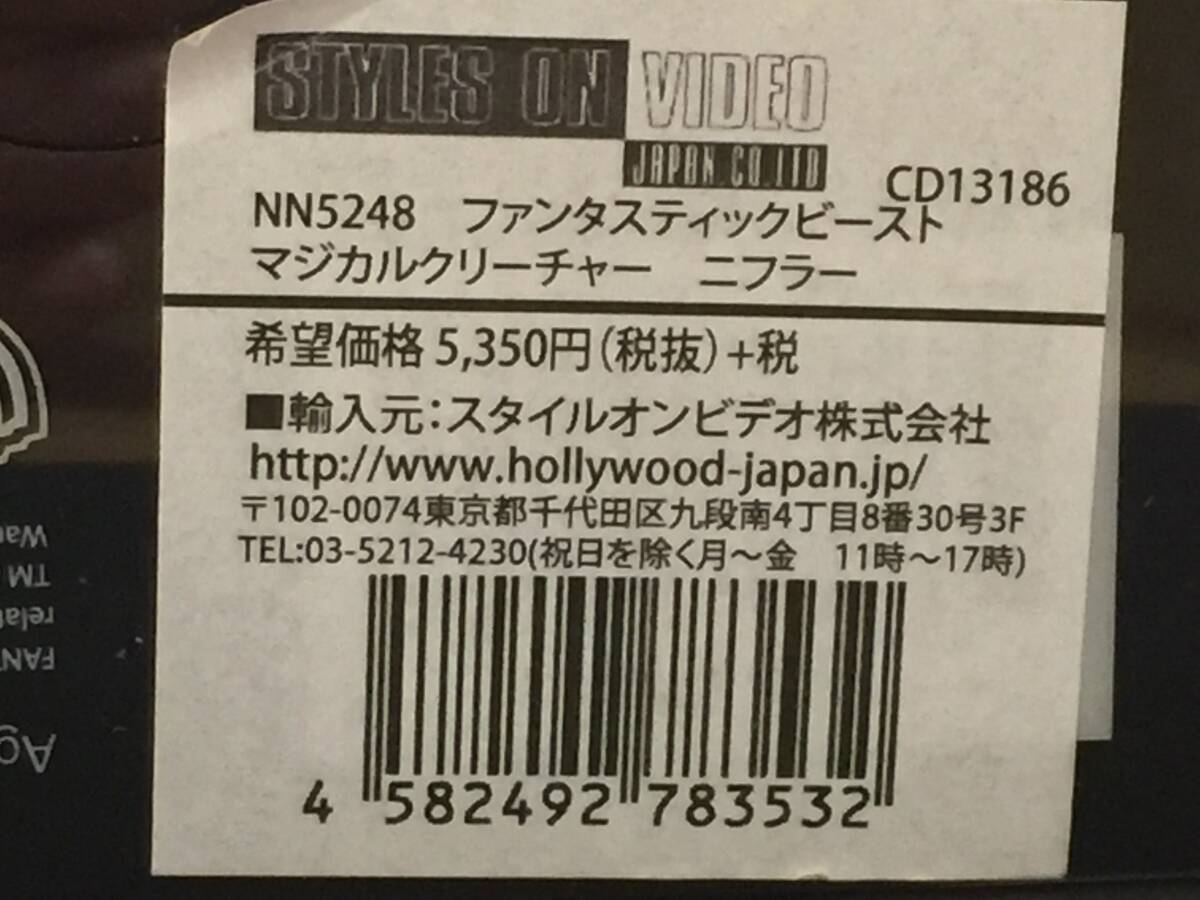 STYLES ON VIDEO
JAPAN CO.LTD
CD13186
NN5248 ファンタスティックビースト
マジカルクリーチャー ニフラー
希望価格 5,350円(税抜)+税
■輸入元:スタイルオンビデオ株式会社
http://www.hollywood-japan.jp/
〒102-0074東京都千代田区九段南4丁目8番30号3F
TEL:03-5212-4230(祝日を除く月~金 11時~17時)
4 582492 783532
TM